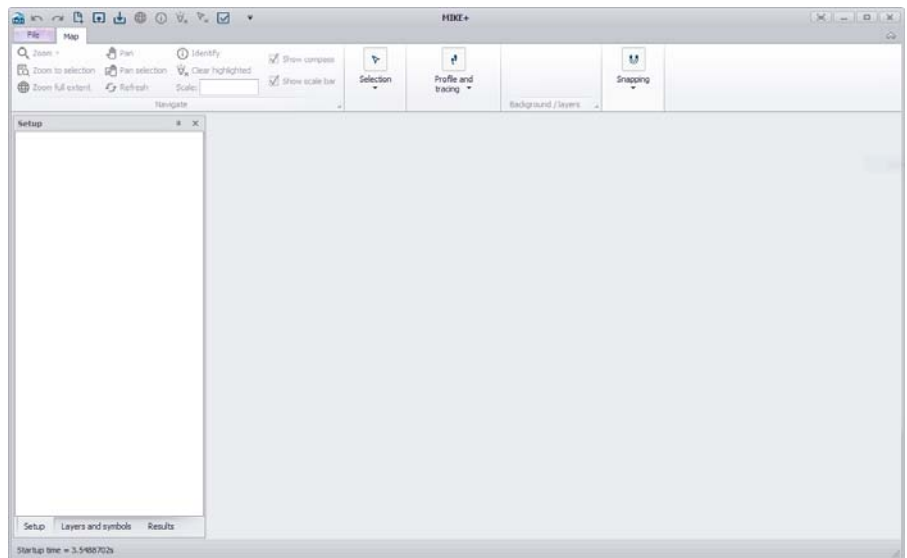 MIKE+
File Map
Zoom Pan Identify Show compass
Zoom to selection Pan selection Clear highlighted Show scale bar
Zoom full extent Refresh Scale:
Selection Profile and tracing Snapping
Navigate Background / layers
Setup
Setup Layers and symbols Results
Startup time = 3.5488702s